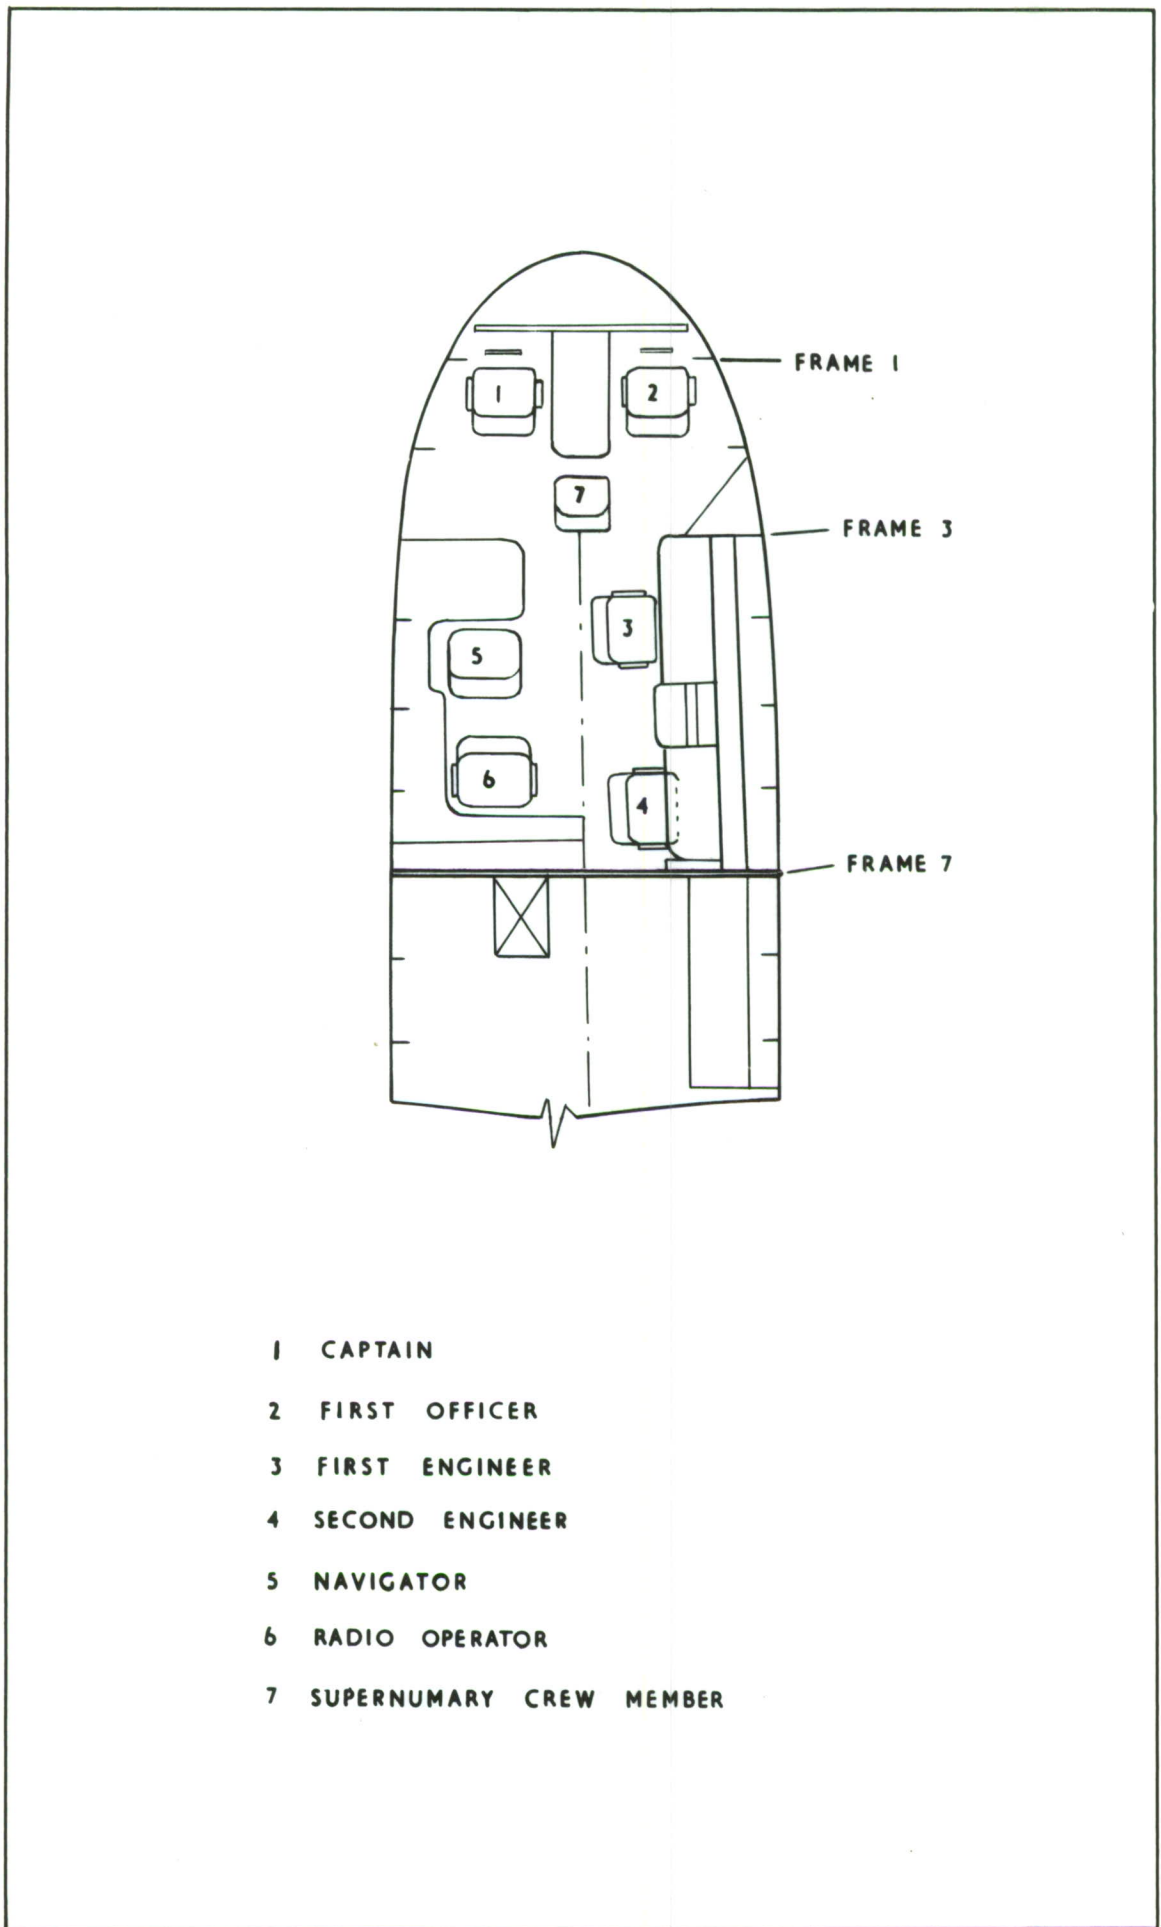 FRAME 1
1
2
7
FRAME 3
3
5
6
4
FRAME 7
1 CAPTAIN
2 FIRST OFFICER
3 FIRST ENGINEER
4 SECOND ENGINEER
5 NAVIGATOR
6 RADIO OPERATOR
7 SUPERNUMARY CREW MEMBER